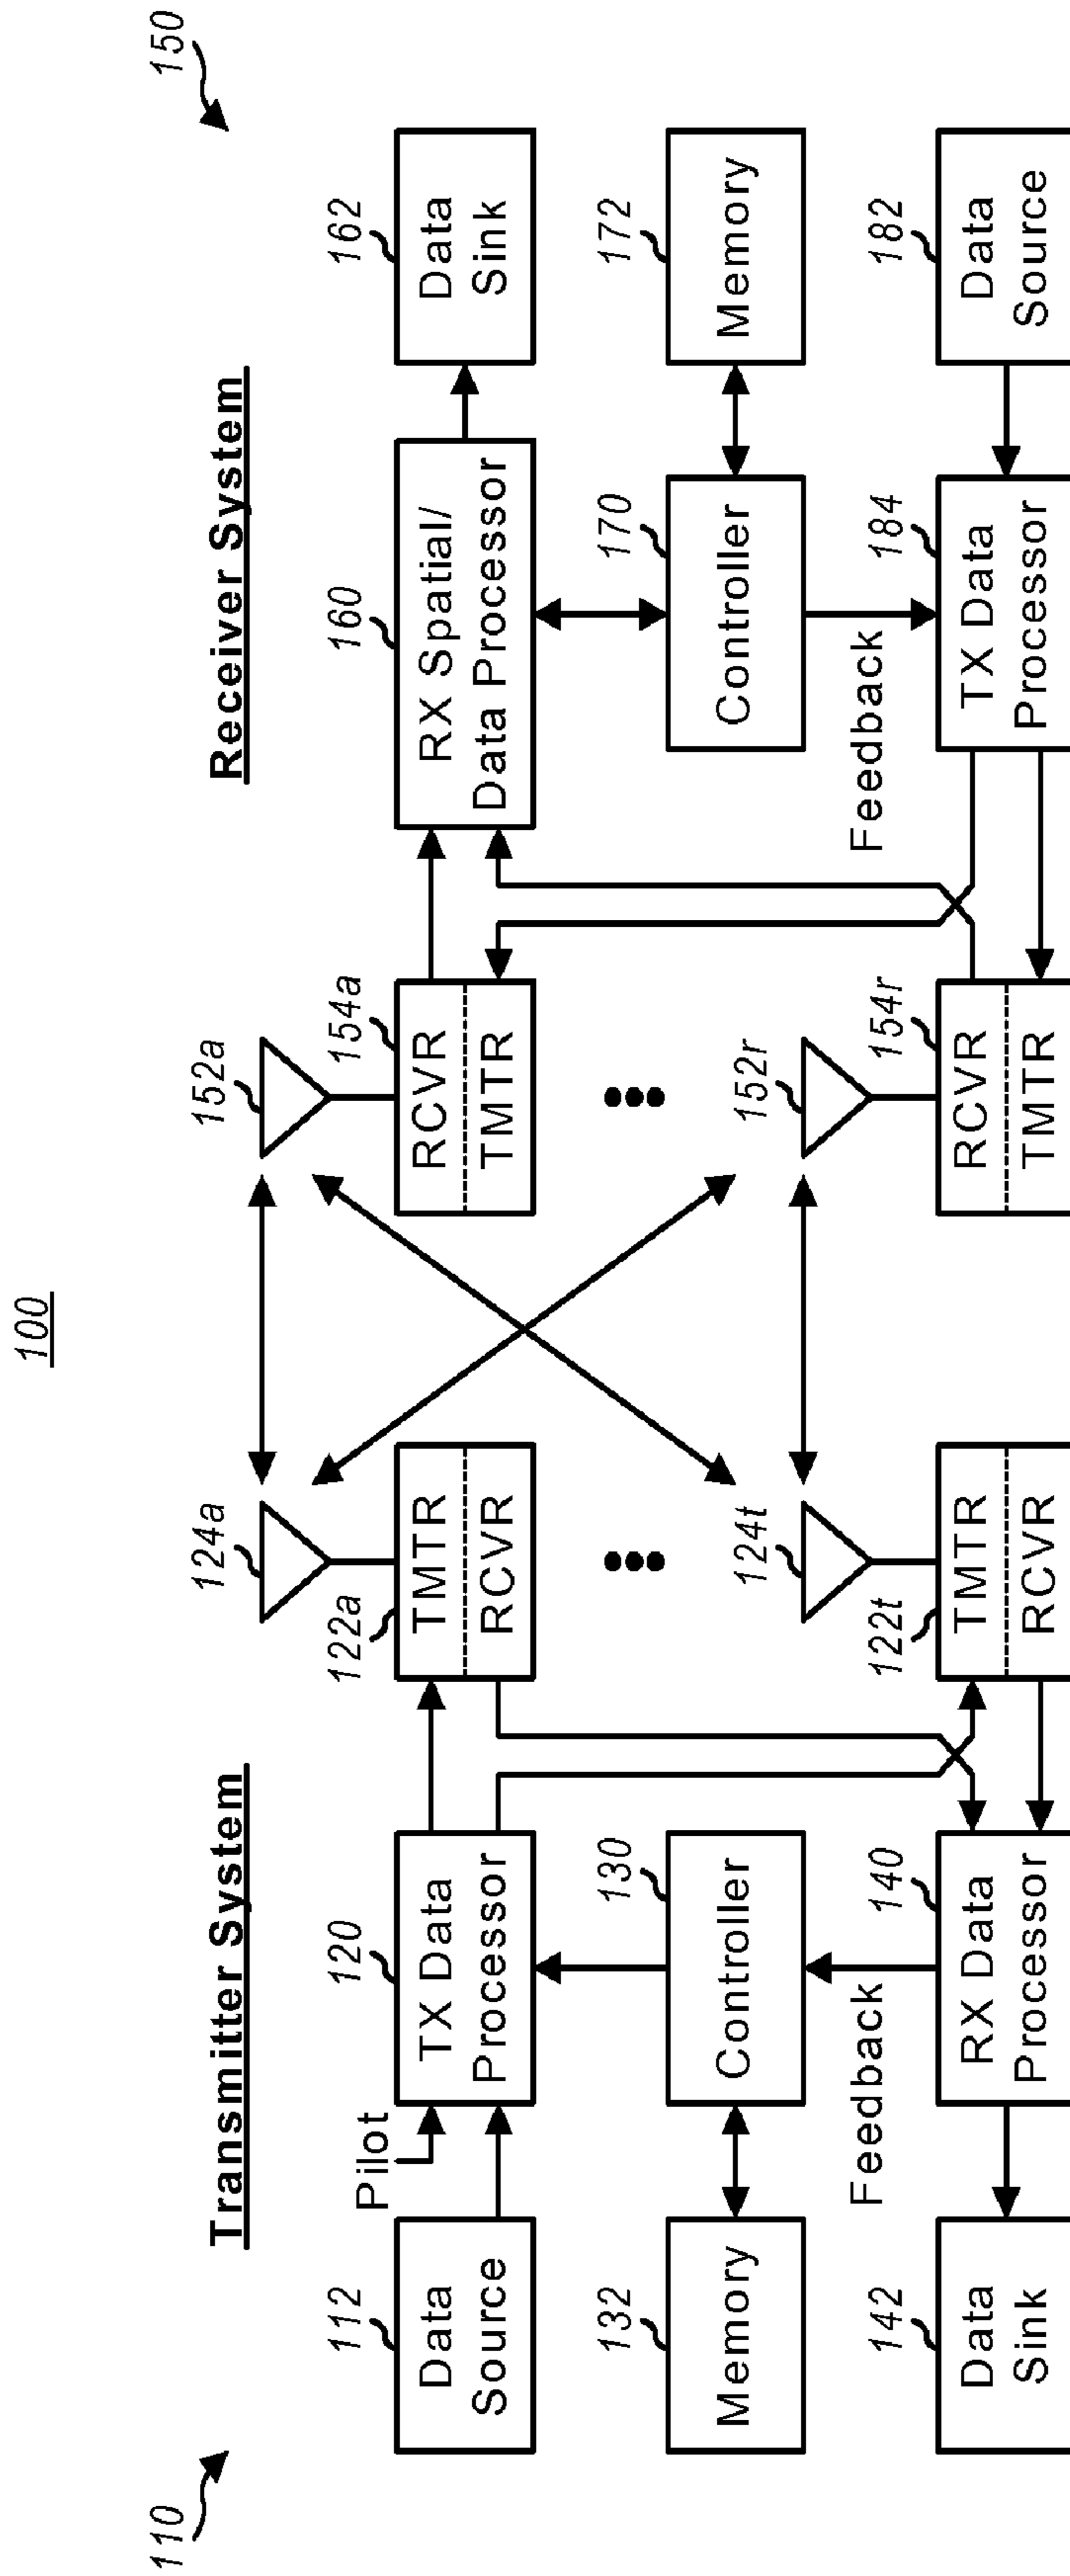 100
110
150
Transmitter System
Receiver System
124a
152a
112
Pilot
120
122a
154a
160
162
Data
Source
TX Data
Processor
TMTR
RCVR
RCVR
TMTR
RX Spatial/
Data Processor
Data
Sink
132
130
170
172
Memory
Controller
•••
•••
Controller
Memory
124t
152r
Feedback
Feedback
142
140
122t
154r
184
182
Data
Sink
RX Data
Processor
TMTR
RCVR
RCVR
TMTR
TX Data
Processor
Data
Source